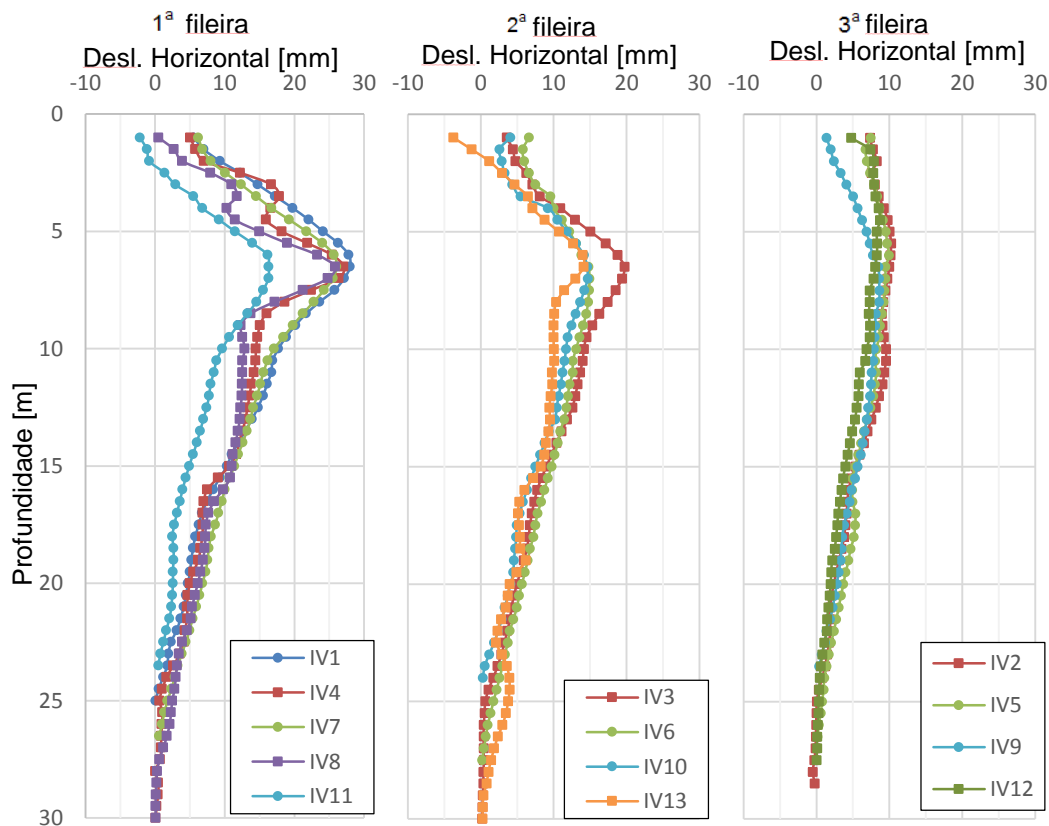 1ª fileira
Desl. Horizontal [mm]
-10 0 10 20 30
2ª fileira
Desl. Horizontal [mm]
-10 0 10 20 30
3ª fileira
Desl. Horizontal [mm]
-10 0 10 20 30
Profundidade [m]
0
5
10
15
20
25
30
IV1
IV4
IV7
IV8
IV11
IV3
IV6
IV10
IV13
IV2
IV5
IV9
IV12